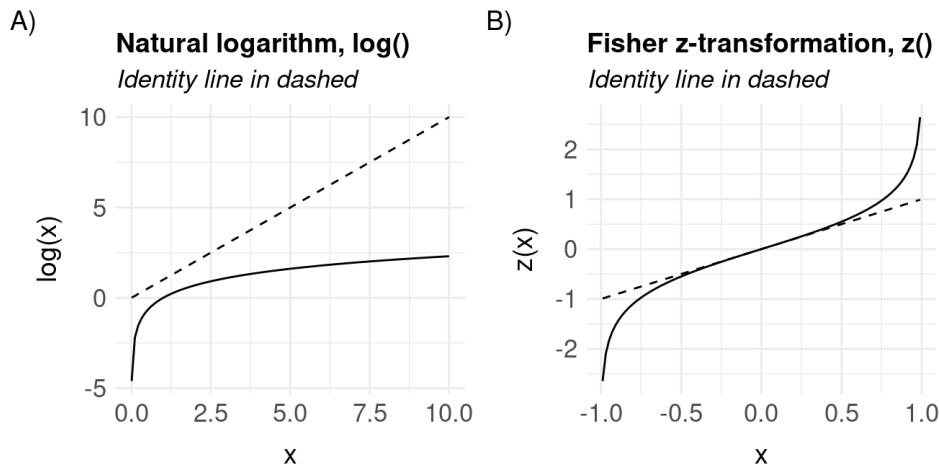 A)
Natural logarithm, log()
Identity line in dashed
log(x)
10
5
0
-5
0.0 2.5 5.0 7.5 10.0
x
B)
Fisher z-transformation, z()
Identity line in dashed
z(x)
2
1
0
-1
-2
-1.0 -0.5 0.0 0.5 1.0
x